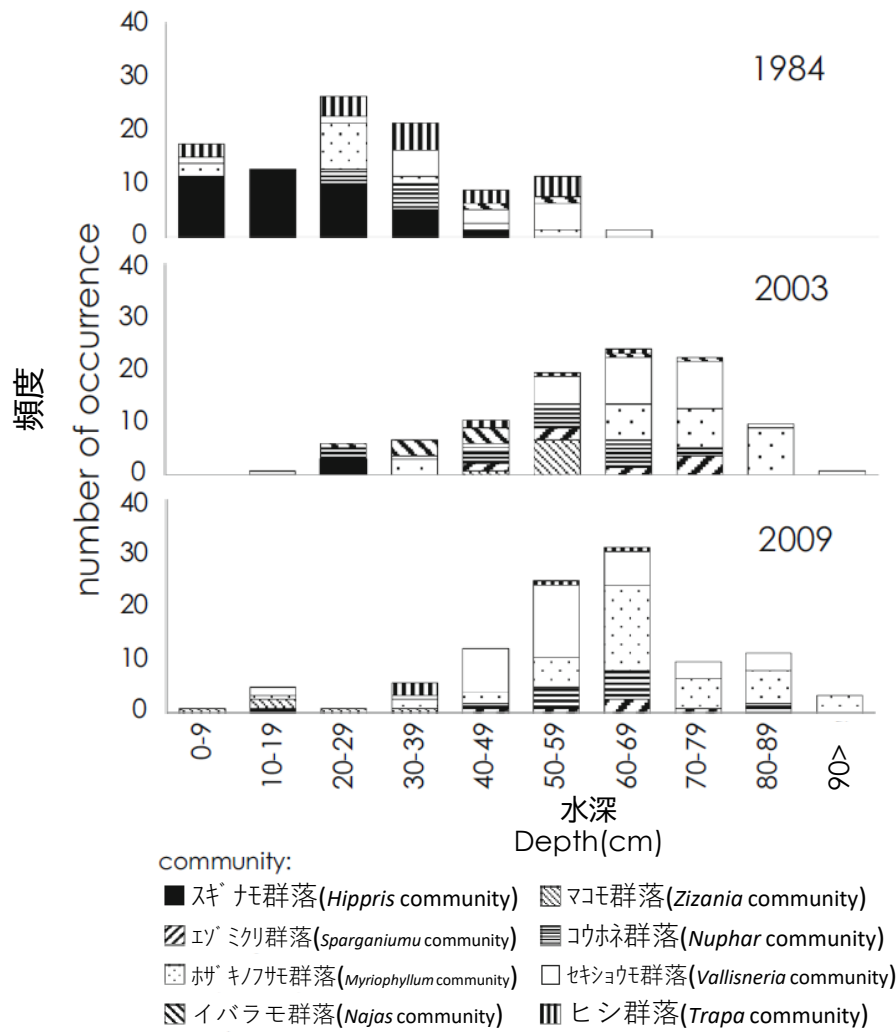 40
30
1984
20
10
0
40
2003
30
20
10
0
頻度
number of occurrence
40
2009
30
20
10
0
0-9
10-19
20-29
30-39
40-49
50-59
60-69
70-79
80-89
90>
水深
Depth(cm)
community:
スギナモ群落(Hippris community)
マコモ群落(Zizania community)
エゾミクリ群落(Sparganiumu community)
コウホネ群落(Nuphar community)
ホザキノフサモ群落(Myriophyllum community)
セキショウモ群落(Vallisneria community)
イバラモ群落(Najas community)
ヒシ群落(Trapa community)